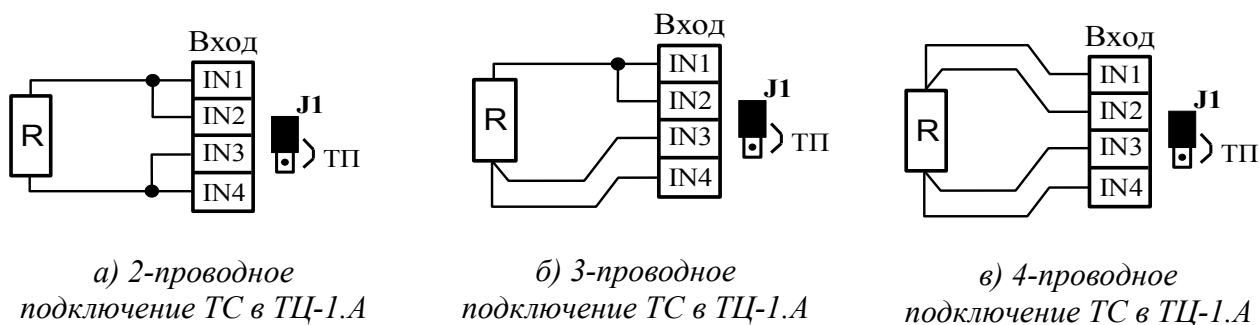 Вход
IN1
IN2
IN3
IN4
R
J1
ТП
а) 2-проводное
подключение ТС в ТЦ-1.А
Вход
IN1
IN2
IN3
IN4
R
J1
ТП
б) 3-проводное
подключение ТС в ТЦ-1.А
Вход
IN1
IN2
IN3
IN4
R
J1
ТП
в) 4-проводное
подключение ТС в ТЦ-1.А